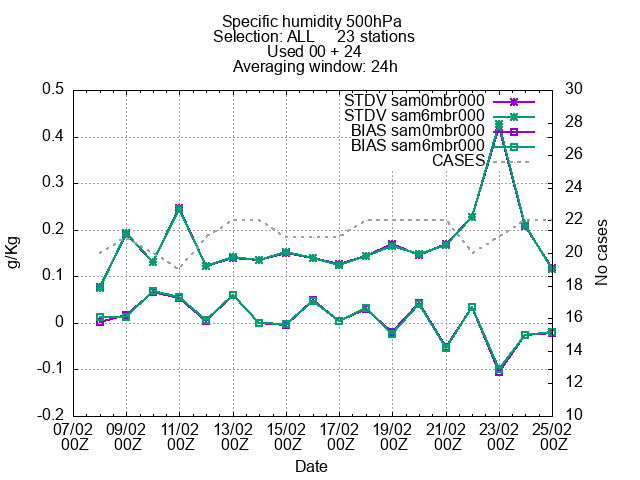 Specific humidity 500hPa
Selection: ALL 23 stations
Used 00 + 24
Averaging window: 24h
STDV sam0mbr000
STDV sam6mbr000
BIAS sam0mbr000
BIAS sam6mbr000
CASES
0.5
0.4
0.3
0.2
0.1
0
-0.1
-0.2
g/Kg
30
28
26
24
22
20
18
16
14
12
10
No cases
07/02 09/02 11/02 13/02 15/02 17/02 19/02 21/02 23/02 25/02
00Z 00Z 00Z 00Z 00Z 00Z 00Z 00Z 00Z 00Z
Date